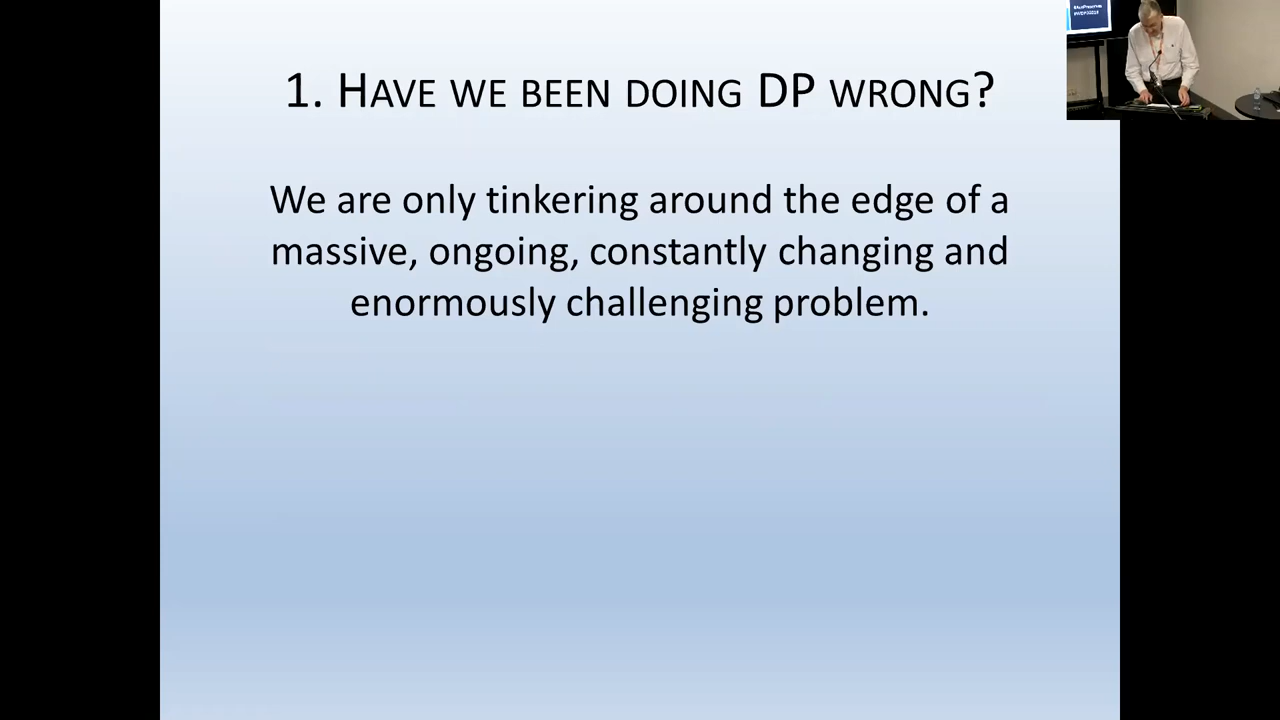 1. HAVE WE BEEN DOING DP WRONG?
We are only tinkering around the edge of a
massive, ongoing, constantly changing and
enormously challenging problem.